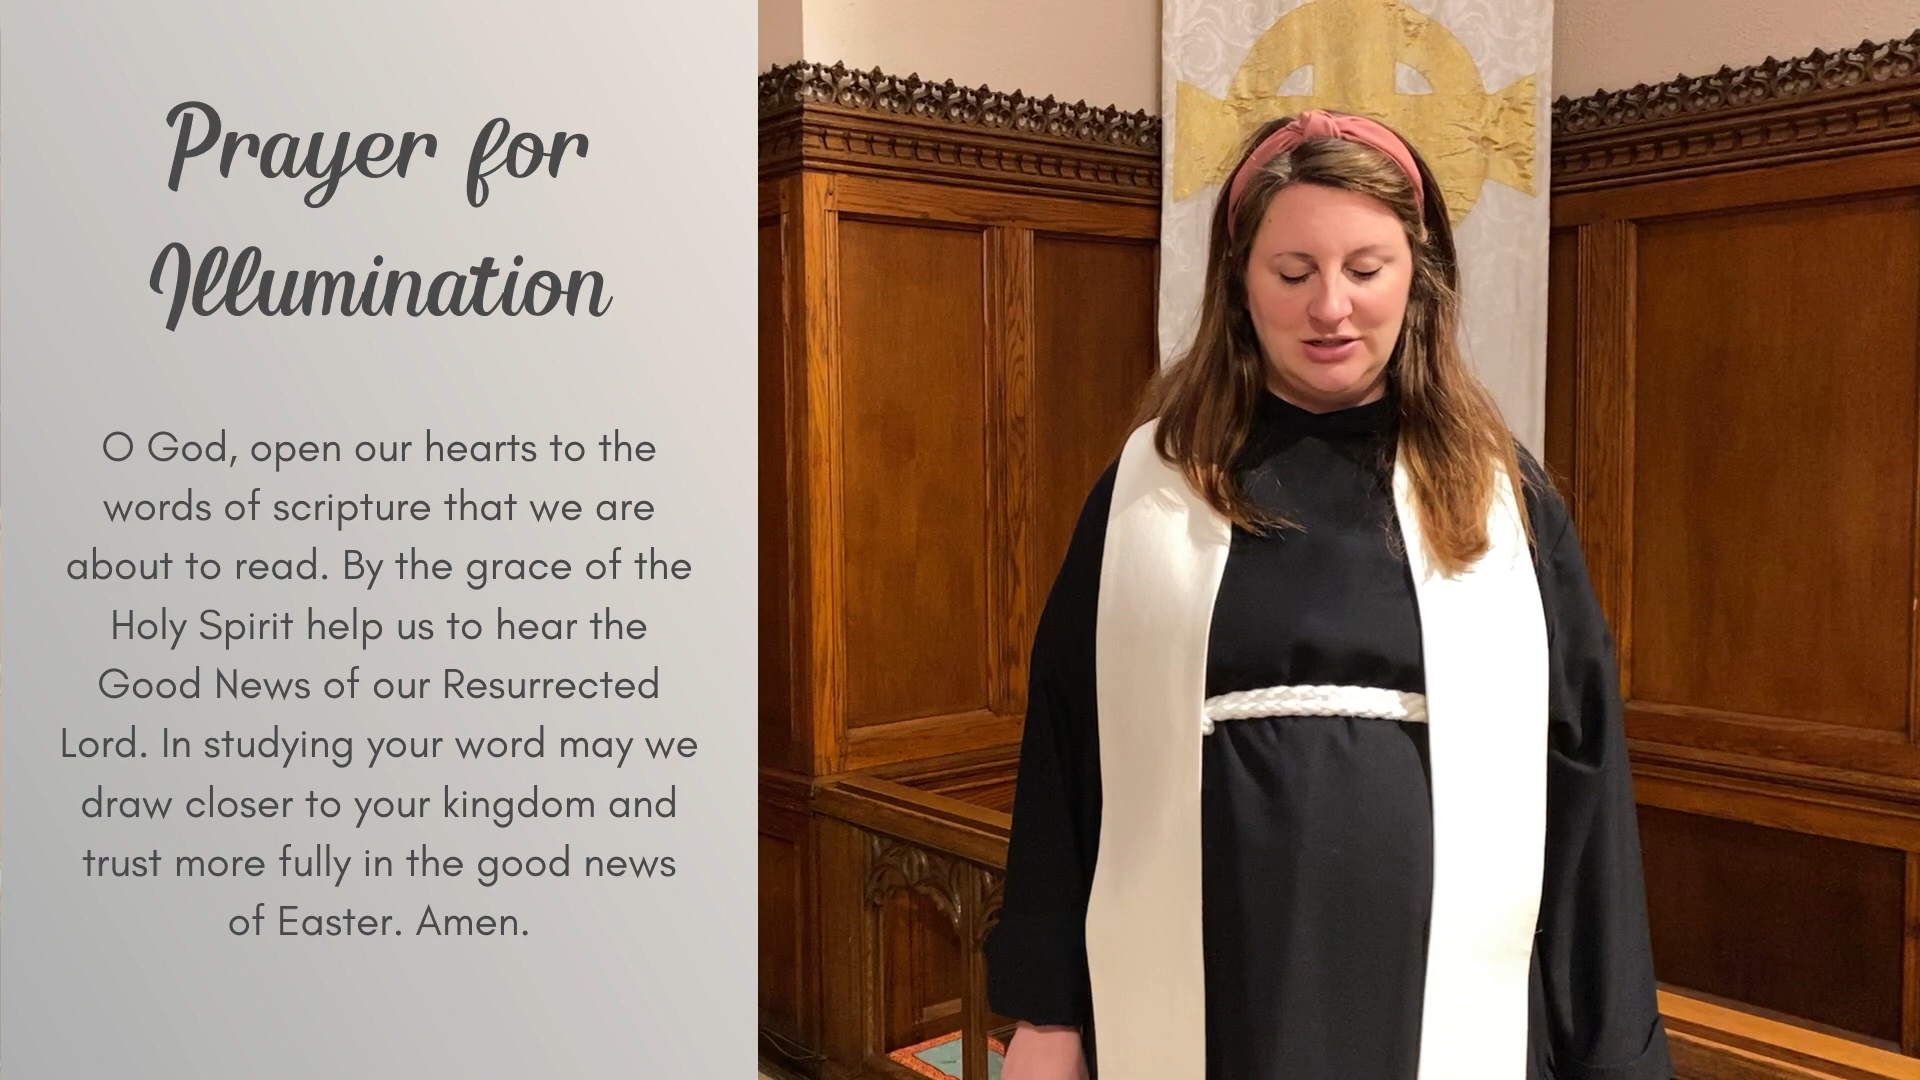 Prayer for
Illumination
O God, open our hearts to the
words of scripture that we are
about to read. By the grace of the
Holy Spirit help us to hear the
Good News of our Resurrected
Lord. In studying your word may we
draw closer to your kingdom and
trust more fully in the good news
of Easter. Amen.